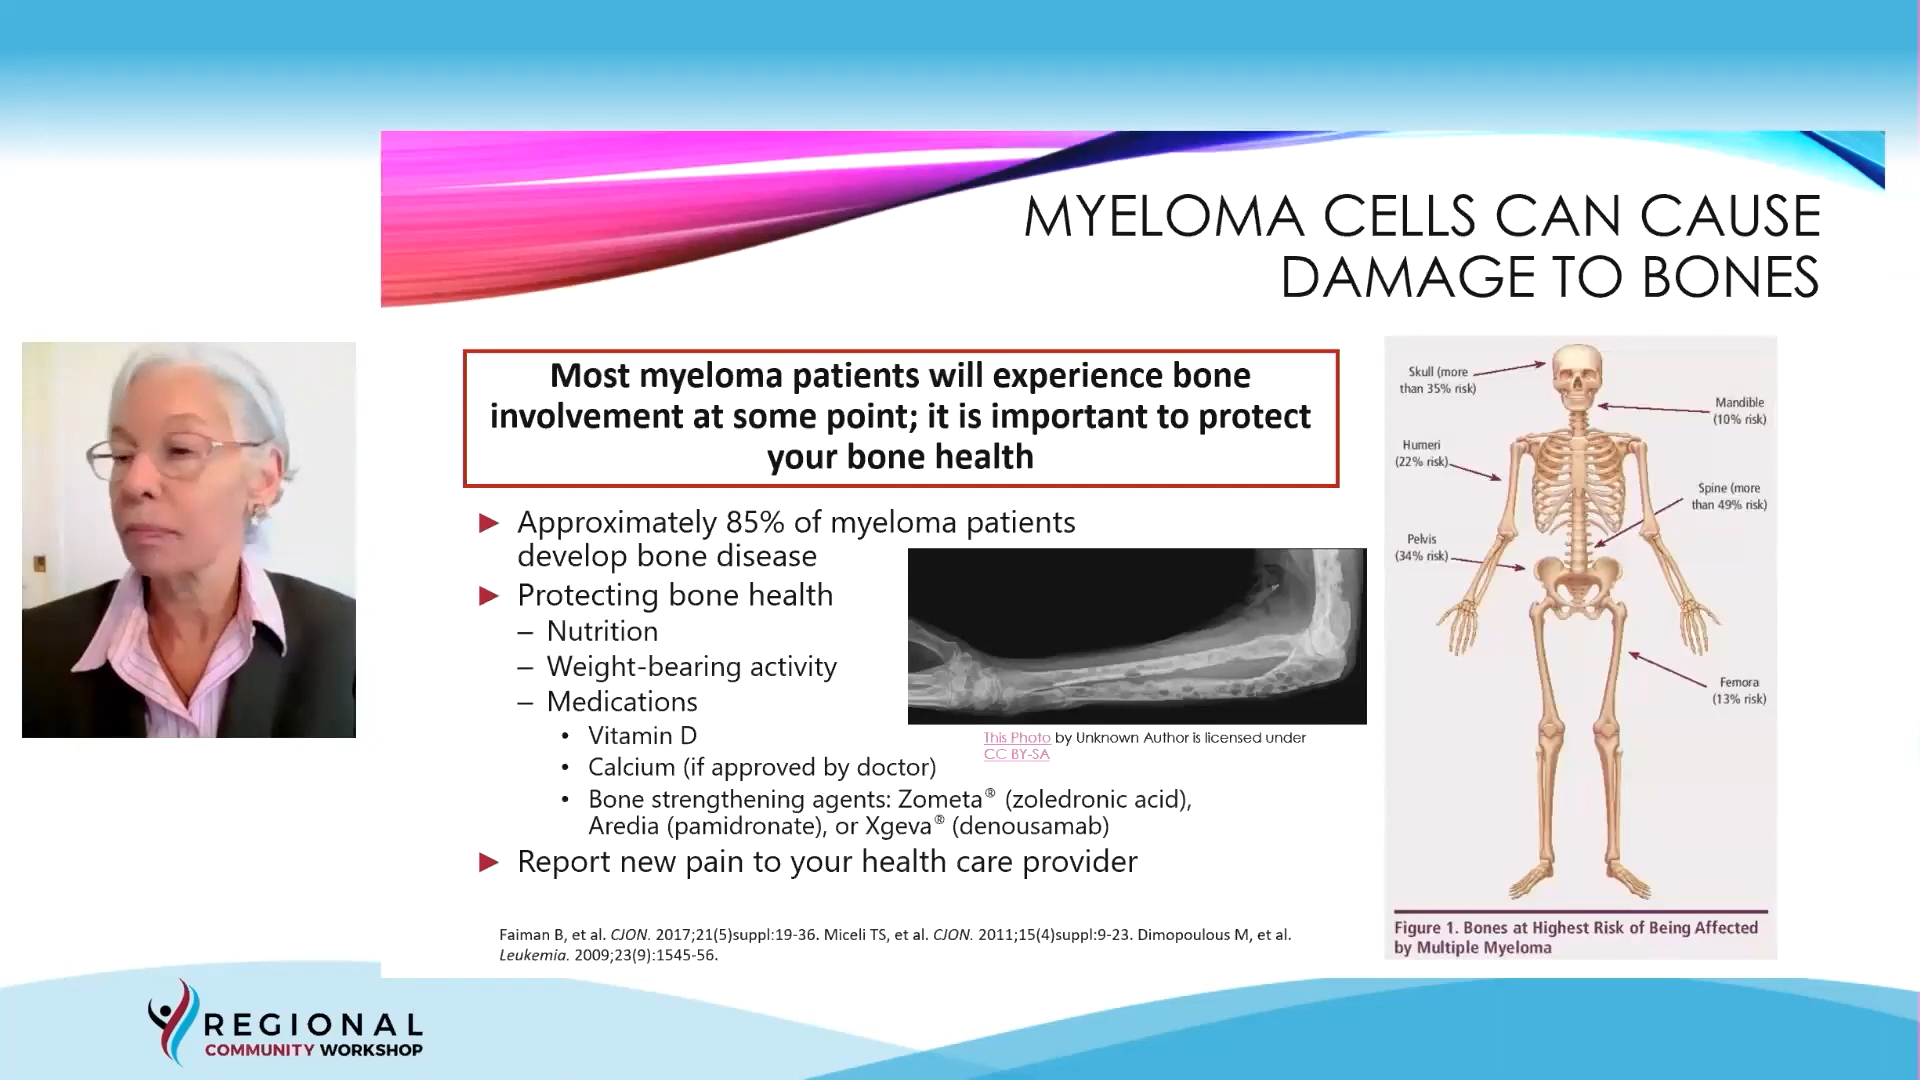 MYELOMA CELLS CAN CAUSE
DAMAGE TO BONES
Most myeloma patients will experience bone
involvement at some point; it is important to protect
your bone health
► Approximately 85% of myeloma patients
develop bone disease
► Protecting bone health
– Nutrition
– Weight-bearing activity
– Medications
• Vitamin D
• Calcium (if approved by doctor)
• Bone strengthening agents: Zometa® (zoledronic acid),
Aredia (pamidronate), or Xgeva® (denousamab)
► Report new pain to your health care provider
This Photo by Unknown Author is licensed under
CC BY-SA
Faiman B, et al. CJON. 2017;21(5)suppl:19-36. Miceli TS, et al. CJON. 2011;15(4)suppl:9-23. Dimopoulous M, et al.
Leukemia. 2009;23(9):1545-56.
Skull (more
than 35% risk)
Mandible
(10% risk)
Humeri
(22% risk)
Spine (more
than 49% risk)
Pelvis
(34% risk)
Femora
(13% risk)
Figure 1. Bones at Highest Risk of Being Affected
by Multiple Myeloma
REGIONAL
COMMUNITY WORKSHOP